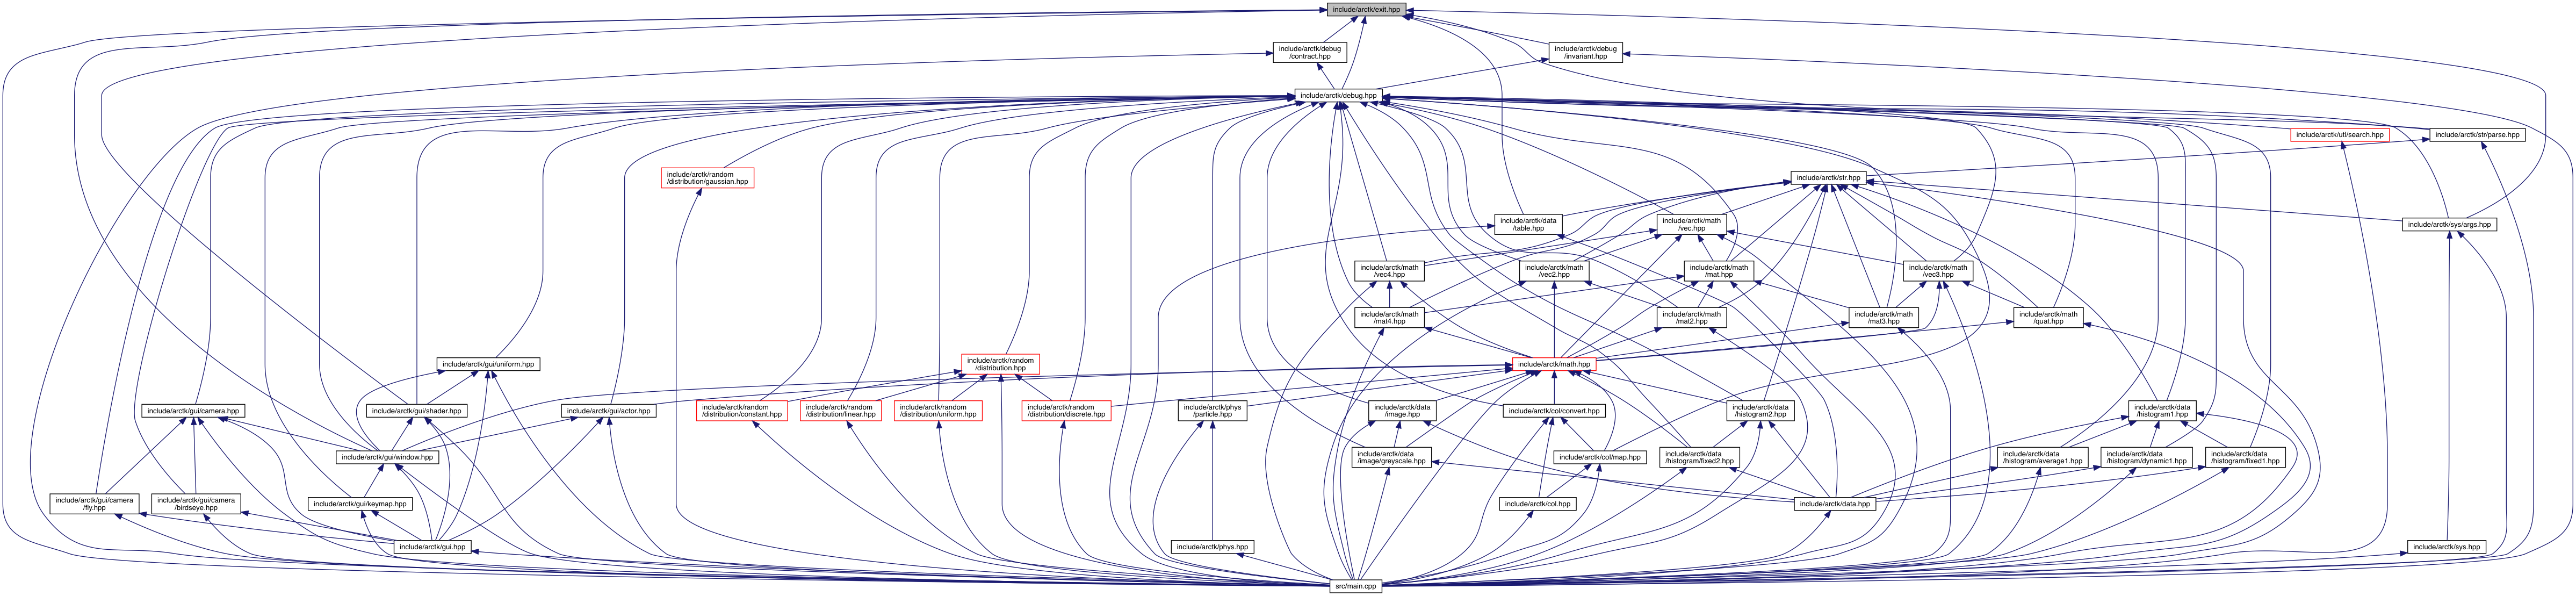 include/arctk/exit.hpp
include/arctk/debug
/contract.hpp
include/arctk/debug
/invariant.hpp
include/arctk/debug.hpp
include/arctk/utl/search.hpp
include/arctk/str/parse.hpp
include/arctk/random
/distribution/gaussian.hpp
include/arctk/str.hpp
include/arctk/data
/table.hpp
include/arctk/math
/vec.hpp
include/arctk/sys/args.hpp
include/arctk/math
/vec4.hpp
include/arctk/math
/vec2.hpp
include/arctk/math
/mat.hpp
include/arctk/math
/vec3.hpp
include/arctk/math
/mat4.hpp
include/arctk/math
/mat2.hpp
include/arctk/math
/mat3.hpp
include/arctk/math
/quat.hpp
include/arctk/gui/uniform.hpp
include/arctk/random
/distribution.hpp
include/arctk/math.hpp
include/arctk/gui/camera.hpp
include/arctk/gui/shader.hpp
include/arctk/gui/actor.hpp
include/arctk/random
/distribution/constant.hpp
include/arctk/random
/distribution/linear.hpp
include/arctk/random
/distribution/uniform.hpp
include/arctk/random
/distribution/discrete.hpp
include/arctk/phys
/particle.hpp
include/arctk/data
/image.hpp
include/arctk/col/convert.hpp
include/arctk/data
/histogram2.hpp
include/arctk/data
/histogram1.hpp
include/arctk/gui/window.hpp
include/arctk/data
/image/greyscale.hpp
include/arctk/col/map.hpp
include/arctk/data
/histogram/fixed2.hpp
include/arctk/data
/histogram/average1.hpp
include/arctk/data
/histogram/dynamic1.hpp
include/arctk/data
/histogram/fixed1.hpp
include/arctk/gui/camera
/fly.hpp
include/arctk/gui/camera
/birdseye.hpp
include/arctk/gui/keymap.hpp
include/arctk/col.hpp
include/arctk/data.hpp
include/arctk/gui.hpp
include/arctk/phys.hpp
include/arctk/sys.hpp
src/main.cpp